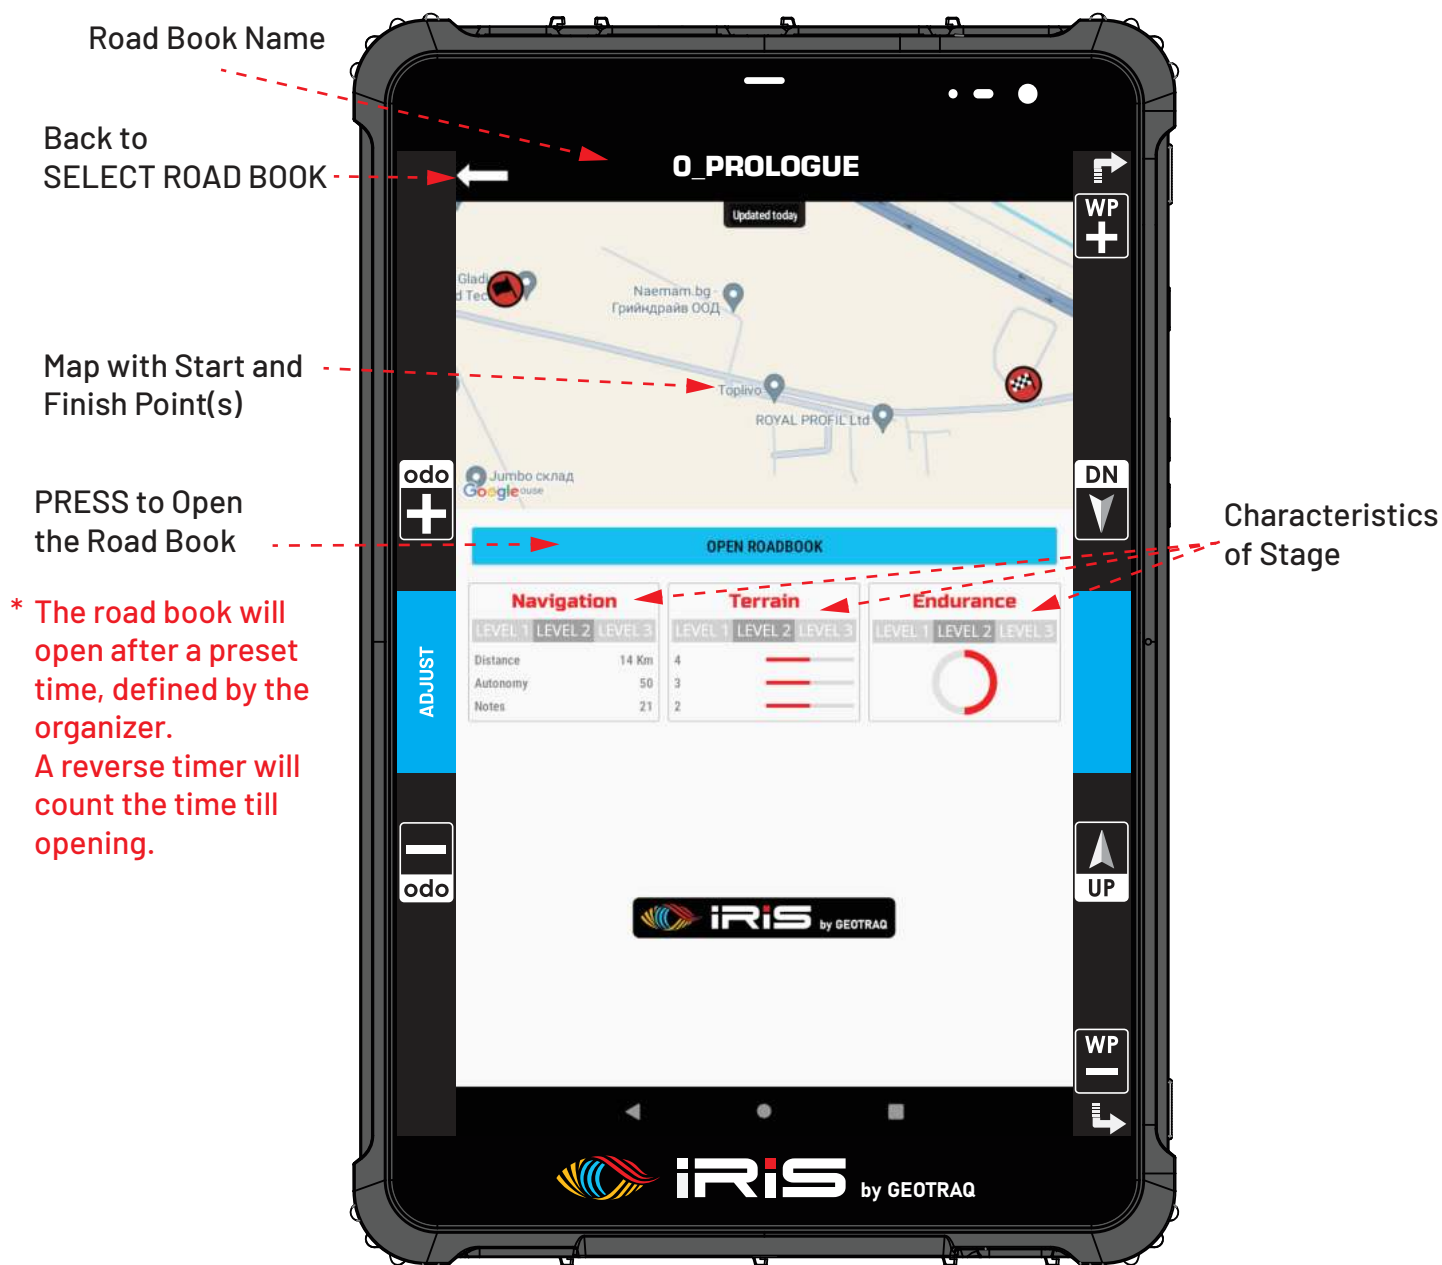 Road Book Name
Back to
SELECT ROAD BOOK
0_PROLOGUE
Updated today
WP
Gladi
d Tec
Naemam.bg -
Грийндрайв ООД
Map with Start and
Finish Point(s)
Toplivo
ROYAL PROFIL Ltd
odo
Jumbo склад
Google
ouse
DN
PRESS to Open
the Road Book
Characteristics
of Stage
OPEN ROADBOOK
* The road book will
open after a preset
time, defined by the
organizer.
A reverse timer will
count the time till
opening.
ADJUST
Navigation
LEVEL 1 LEVEL 2 LEVEL 3
Distance 14 Km
Autonomy 50
Notes 21
Terrain
LEVEL 1 LEVEL 2 LEVEL 3
4
3
2
Endurance
LEVEL 1 LEVEL 2 LEVEL 3
odo
UP
iRiS by GEOTRAQ
WP
iRiS by GEOTRAQ